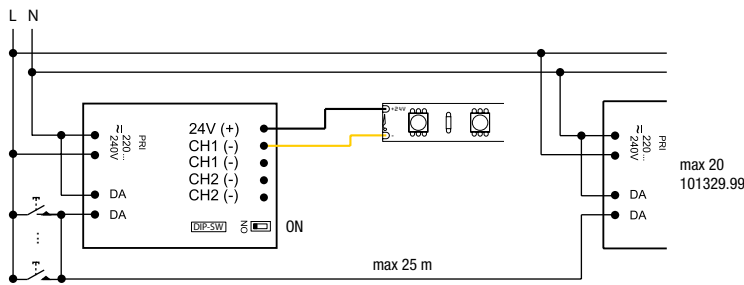 L N
24V (+)
CH1 (-)
CH1 (-)
CH2 (-)
CH2 (-)
PRI
≂ 220...
240V
DA
DA
DIP-SW
ON
ON
+24V
-
max 25 m
PRI
≂ 220...
240V
DA
DA
max 20
101329.99